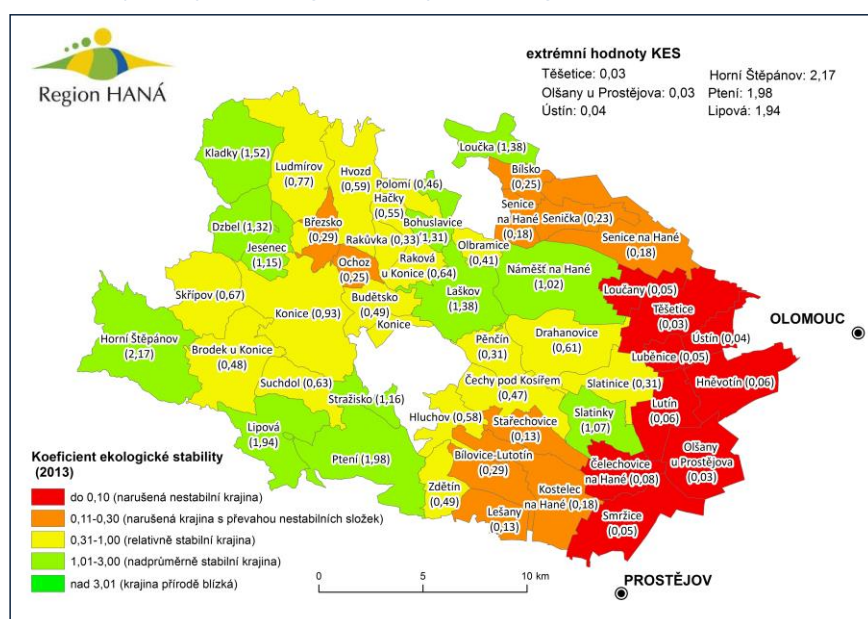 Region HANÁ
extrémní hodnoty KES
Těšetice: 0,03
Olšany u Prostějova: 0,03
Ústín: 0,04
Horní Štěpánov: 2,17
Ptení: 1,98
Lipová: 1,94
Loučka (1,38)
Kladky (1,52)
Ludmírov
(0,77)
Hvozd
(0,59)
Polomí (0,46)
Hačky
(0,55)
Bílsko
(0,25)
Senice
na Hané
(0,18)
Senička (0,23)
Senice na Hané
(0,18)
Dzbel (1,32)
Jesenec
(1,15)
Březsko
(0,29)
Rakůvka (0,33)
Bohuslavice
(1,31)
Olbramice
(0,41)
Ochoz
(0,25)
Raková
u Konice (0,64)
Náměšť na Hané
(1,02)
Skřípov (0,67)
Konice (0,93)
Budětsko
(0,49)
Konice
Laškov
(1,38)
Loučany (0,05)
Těšetice
(0,03)
Ústín (0,04)
OLOMOUC
Horní Štěpánov
(2,17)
Brodek u Konice
(0,48)
Pěnčín
(0,31)
Drahanovice
(0,61)
Luběnice (0,05)
Hněvotín (0,06)
Suchdol (0,63)
Stražisko (1,16)
Čechy pod Kosířem
(0,47)
Slatinice (0,31)
Lutín
(0,06)
Hluchov (0,58)
Slatinky
(1,07)
Stařechovice
(0,13)
Lipová
(1,94)
Ptení (1,98)
Bílovice-Lutotín
(0,29)
Čelechovice
na Hané (0,08)
Olšany
u Prostějova
(0,03)
Zdětín
(0,49)
Kostelec
na Hané (0,18)
Lešany
(0,13)
Smržice
(0,05)
PROSTĚJOV
Koeficient ekologické stability
(2013)
do 0,10 (narušená nestabilní krajina)
0,11-0,30 (narušená krajina s převahou nestabilních složek)
0,31-1,00 (relativně stabilní krajina)
1,01-3,00 (nadprůměrně stabilní krajina)
nad 3,01 (krajina přírodě blízká)
0 5 10 km